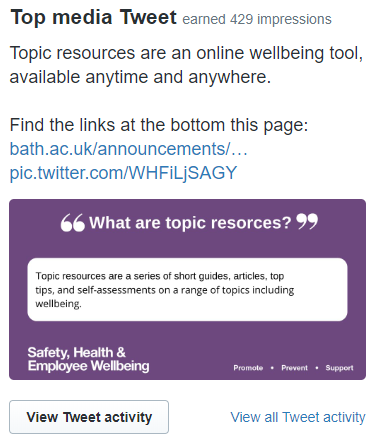 Top media Tweet earned 429 impressions
Topic resources are an online wellbeing tool,
available anytime and anywhere.
Find the links at the bottom this page:
bath.ac.uk/announcements/…
pic.twitter.com/WHFiLjSAGY
“ What are topic resorces? ”
Topic resources are a series of short guides, articles, top
tips, and self-assessments on a range of topics including
wellbeing.
Safety, Health &
Employee Wellbeing
Promote • Prevent • Support
View Tweet activity
View all Tweet activity